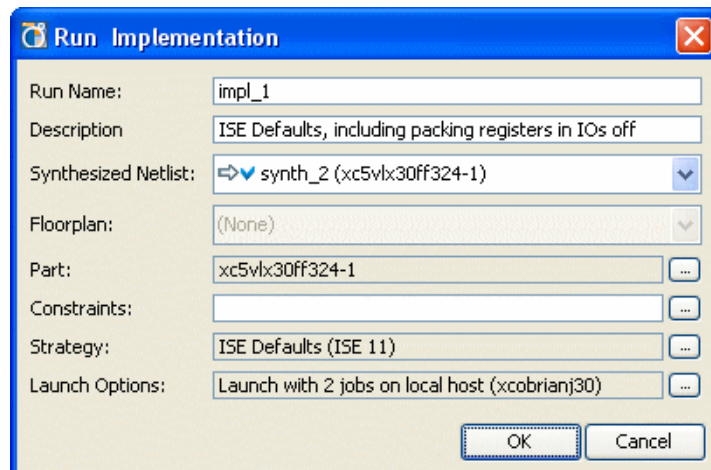 Run Implementation
Run Name: impl_1
Description ISE Defaults, including packing registers in IOs off
Synthesized Netlist: synth_2 (xc5vlx30ff324-1)
Floorplan: (None)
Part: xc5vlx30ff324-1 ...
Constraints: ...
Strategy: ISE Defaults (ISE 11) ...
Launch Options: Launch with 2 jobs on local host (xcobrianj30) ...
OK Cancel